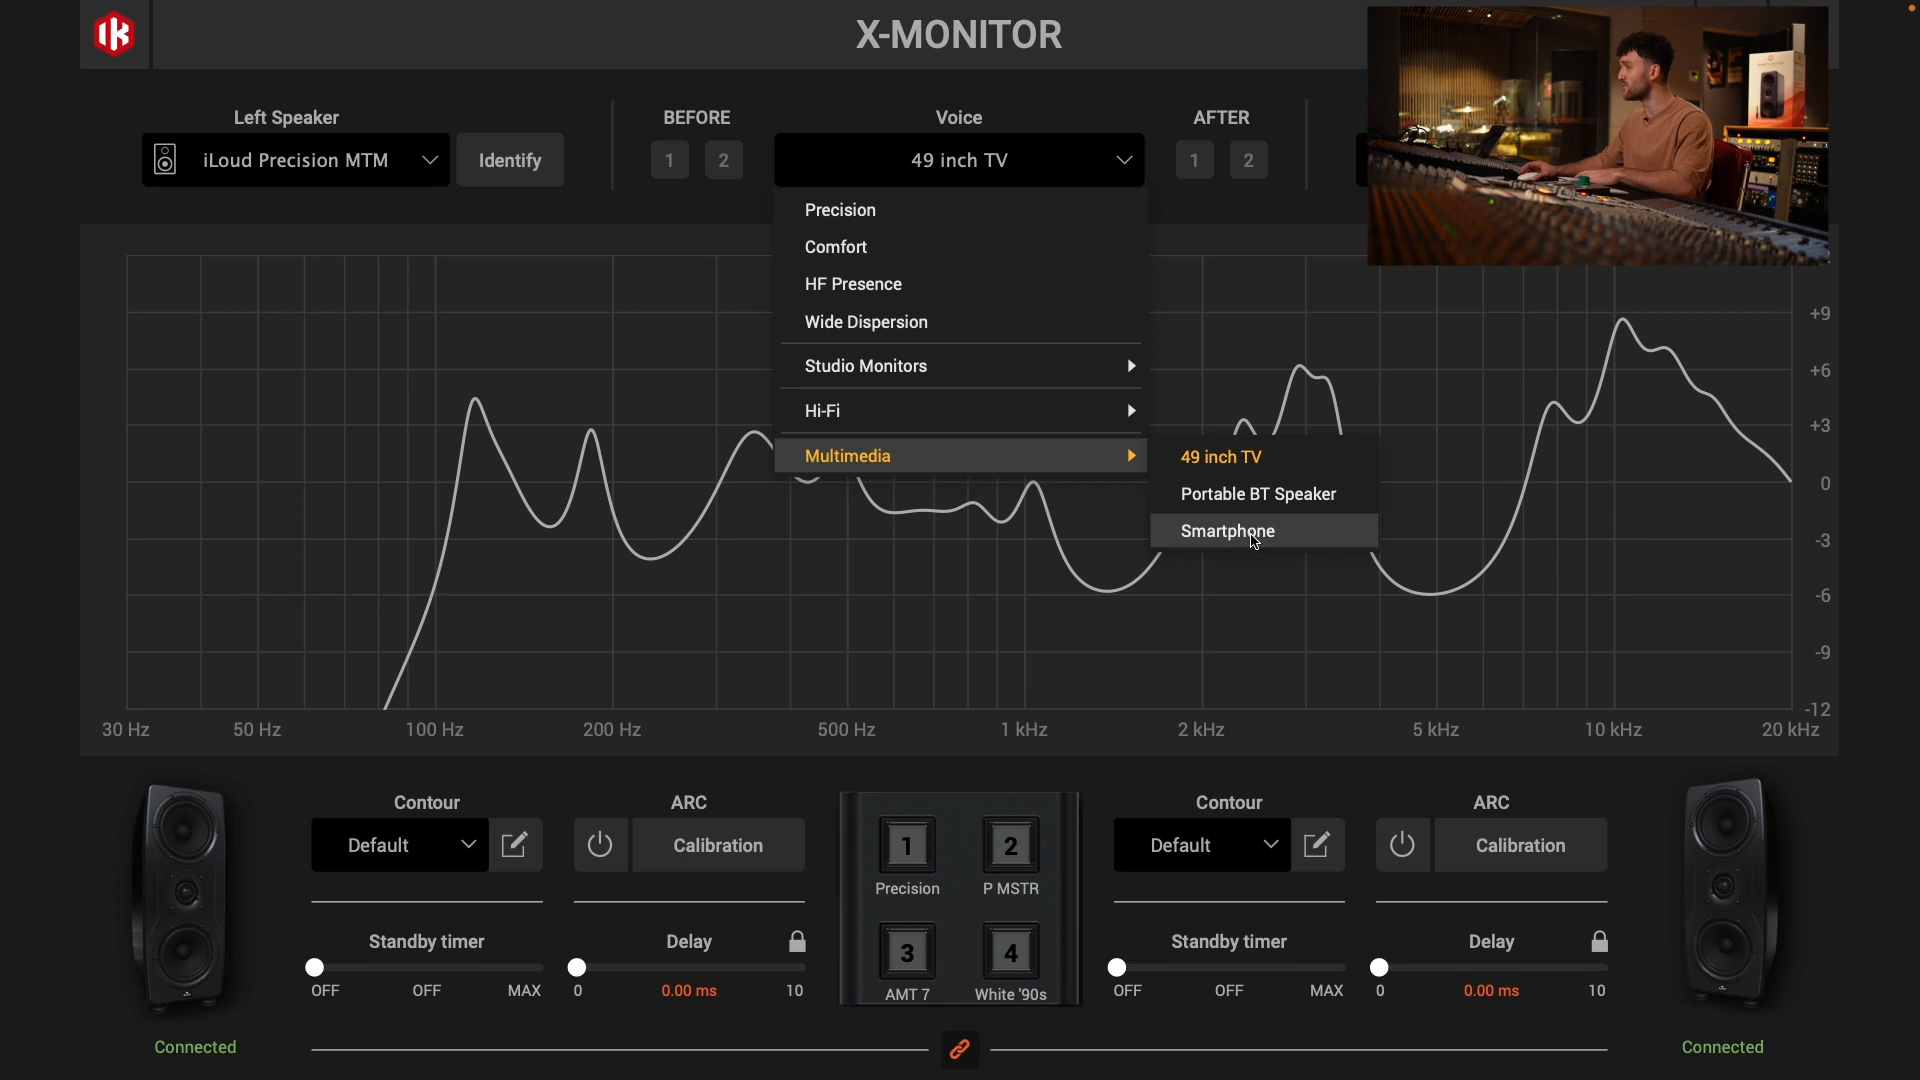 IK
X-MONITOR
Left Speaker
iLoud Precision MTM
Identify
BEFORE
1 2
Voice
49 inch TV
AFTER
1 2
Precision
Comfort
HF Presence
Wide Dispersion
Studio Monitors
Hi-Fi
Multimedia
49 inch TV
Portable BT Speaker
Smartphone
+9
+6
+3
0
-3
-6
-9
-12
30 Hz 50 Hz 100 Hz 200 Hz 500 Hz 1 kHz 2 kHz 5 kHz 10 kHz 20 kHz
Contour
Default
ARC
Calibration
Standby timer
OFF OFF MAX
Delay
0 0.00 ms 10
1 2
Precision P MSTR
3 4
AMT 7 White '90s
Contour
Default
ARC
Calibration
Standby timer
OFF OFF MAX
Delay
0 0.00 ms 10
Connected
Connected